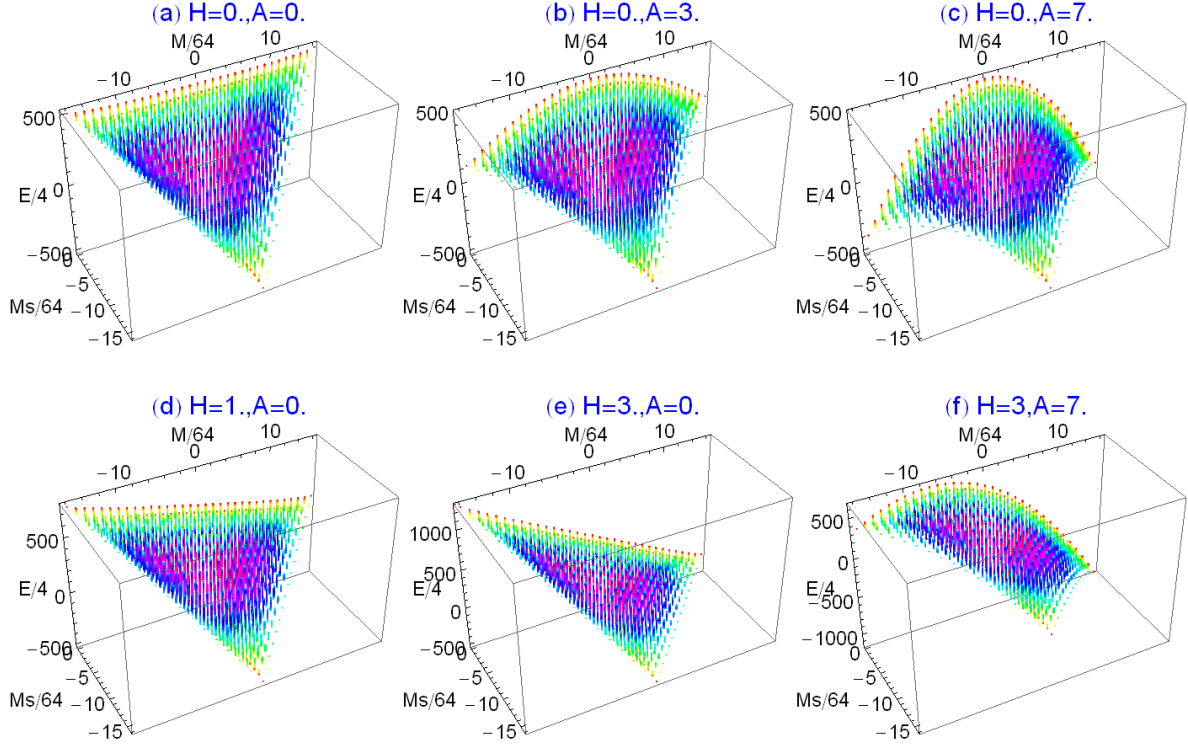 (a) H=0.,A=0.
M/64
-10
0
10
500
0
-500
E/4
0
-5
-10
-15
Ms/64
(b) H=0.,A=3.
M/64
-10
0
10
500
0
-500
E/4
0
-5
-10
-15
Ms/64
(c) H=0.,A=7.
M/64
-10
0
10
500
0
-500
E/4
0
-5
-10
-15
Ms/64
(d) H=1.,A=0.
M/64
-10
0
10
500
0
-500
E/4
0
-5
-10
-15
Ms/64
(e) H=3.,A=0.
M/64
-10
0
10
1000
500
0
-500
E/4
0
-5
-10
-15
Ms/64
(f) H=3,A=7.
M/64
-10
0
10
500
0
-500
-1000
E/4
0
-5
-10
-15
Ms/64